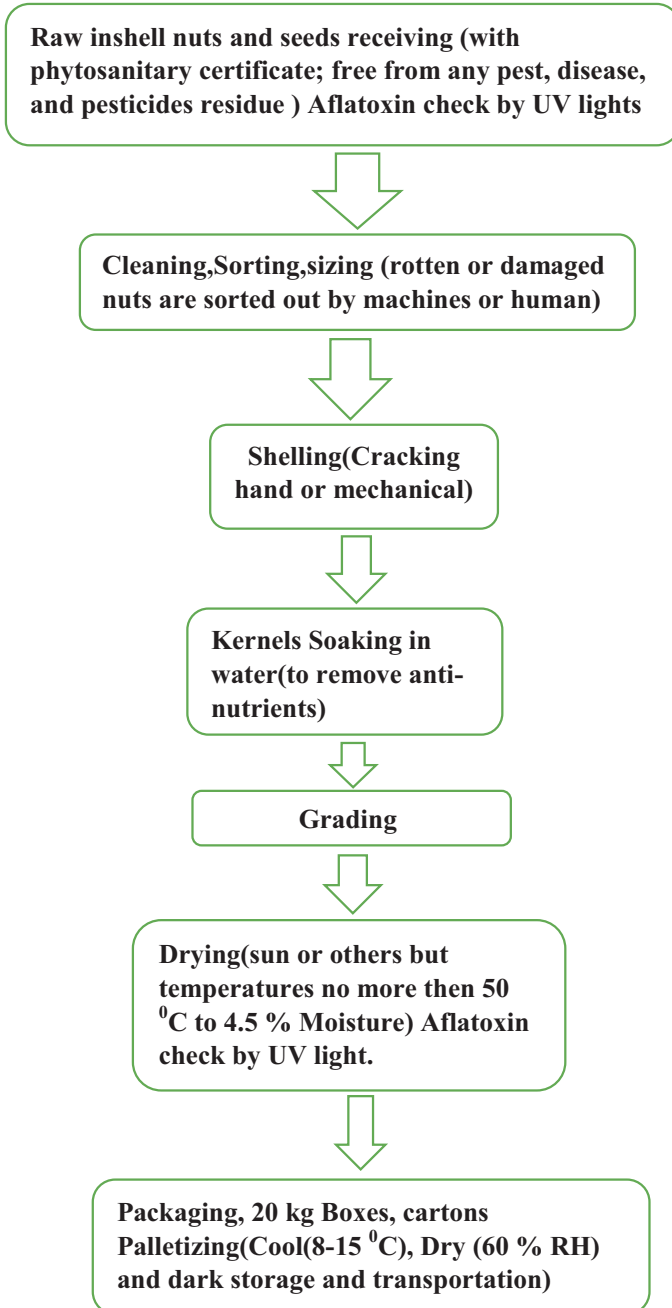 Raw inshell nuts and seeds receiving (with
phytosanitary certificate; free from any pest, disease,
and pesticides residue ) Aflatoxin check by UV lights
Cleaning,Sorting,sizing (rotten or damaged
nuts are sorted out by machines or human)
Shelling(Cracking
hand or mechanical)
Kernels Soaking in
water(to remove anti-
nutrients)
Grading
Drying(sun or others but
temperatures no more then 50
⁰C to 4.5 % Moisture) Aflatoxin
check by UV light.
Packaging, 20 kg Boxes, cartons
Palletizing(Cool(8-15 ⁰C), Dry (60 % RH)
and dark storage and transportation)